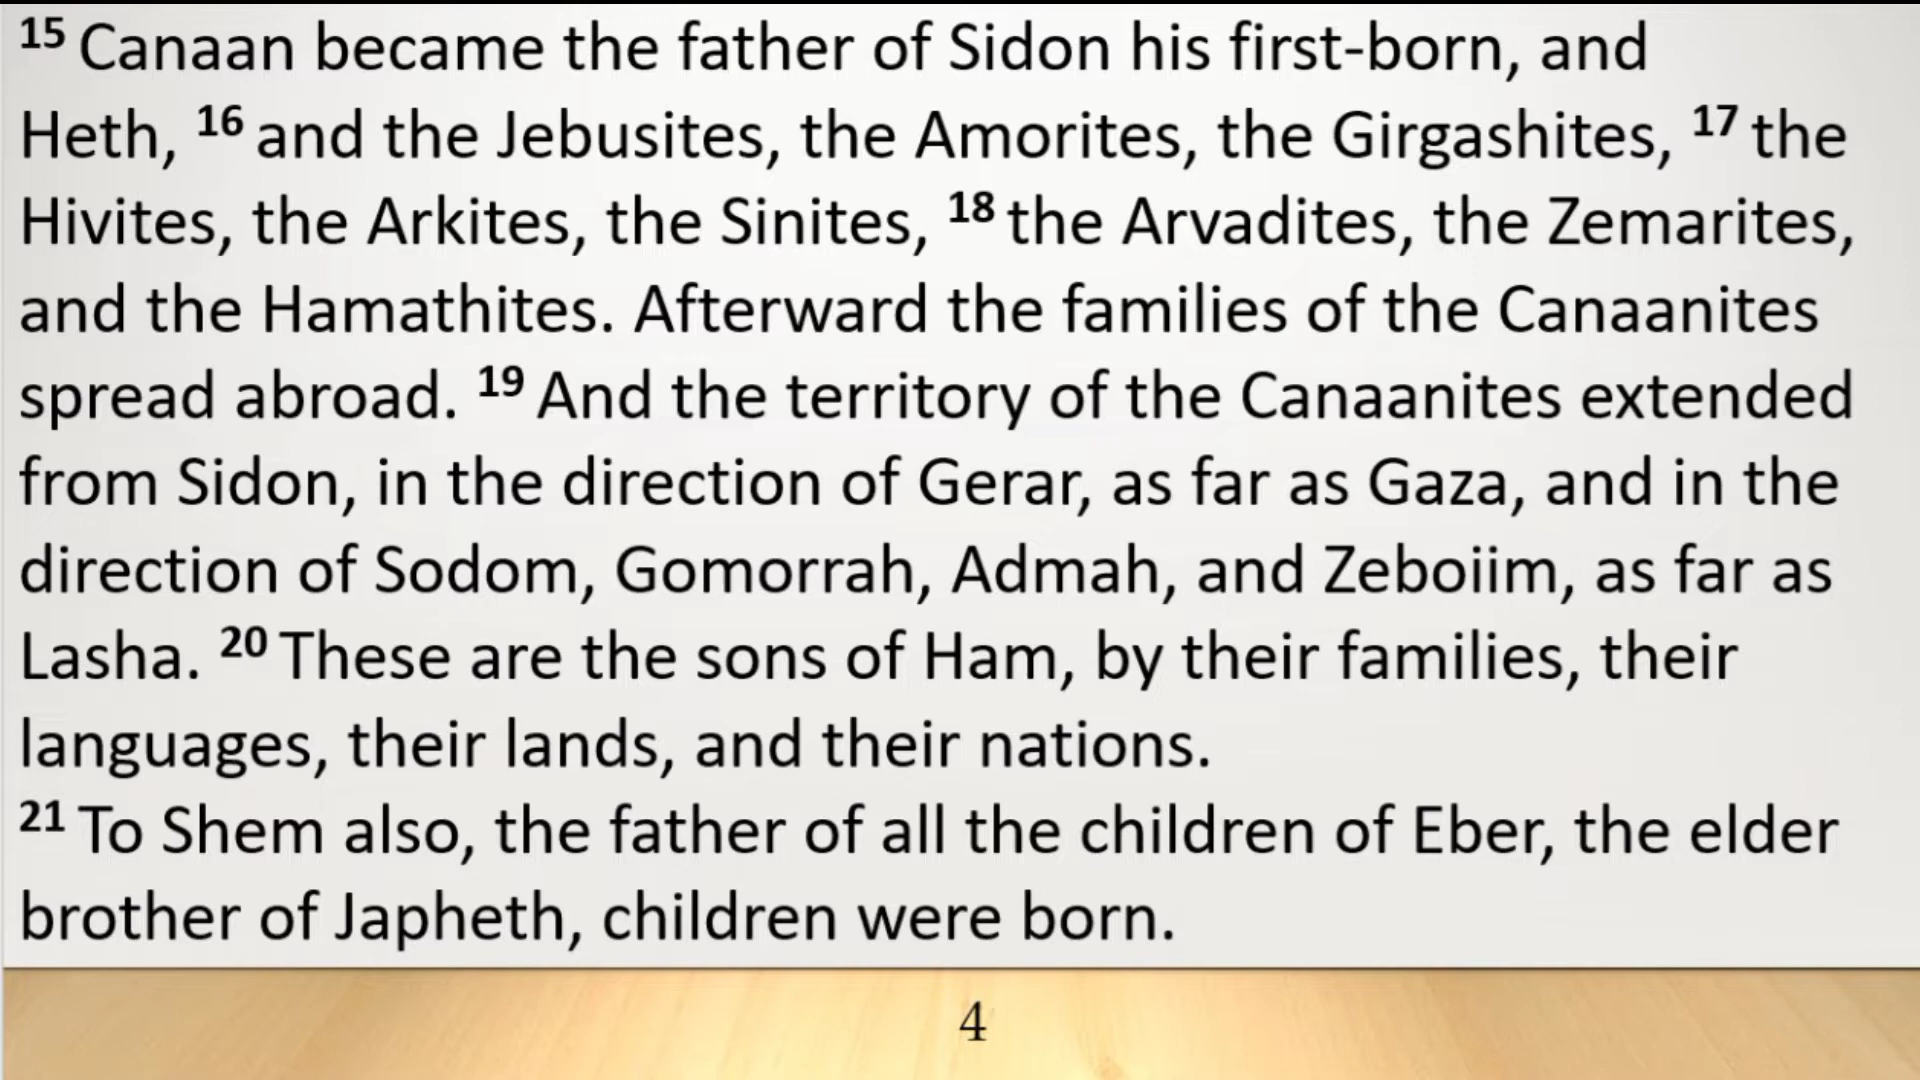 15 Canaan became the father of Sidon his first-born, and
Heth, 16 and the Jebusites, the Amorites, the Girgashites, 17 the
Hivites, the Arkites, the Sinites, 18 the Arvadites, the Zemarites,
and the Hamathites. Afterward the families of the Canaanites
spread abroad. 19 And the territory of the Canaanites extended
from Sidon, in the direction of Gerar, as far as Gaza, and in the
direction of Sodom, Gomorrah, Admah, and Zeboiim, as far as
Lasha. 20 These are the sons of Ham, by their families, their
languages, their lands, and their nations.
21 To Shem also, the father of all the children of Eber, the elder
brother of Japheth, children were born.
4